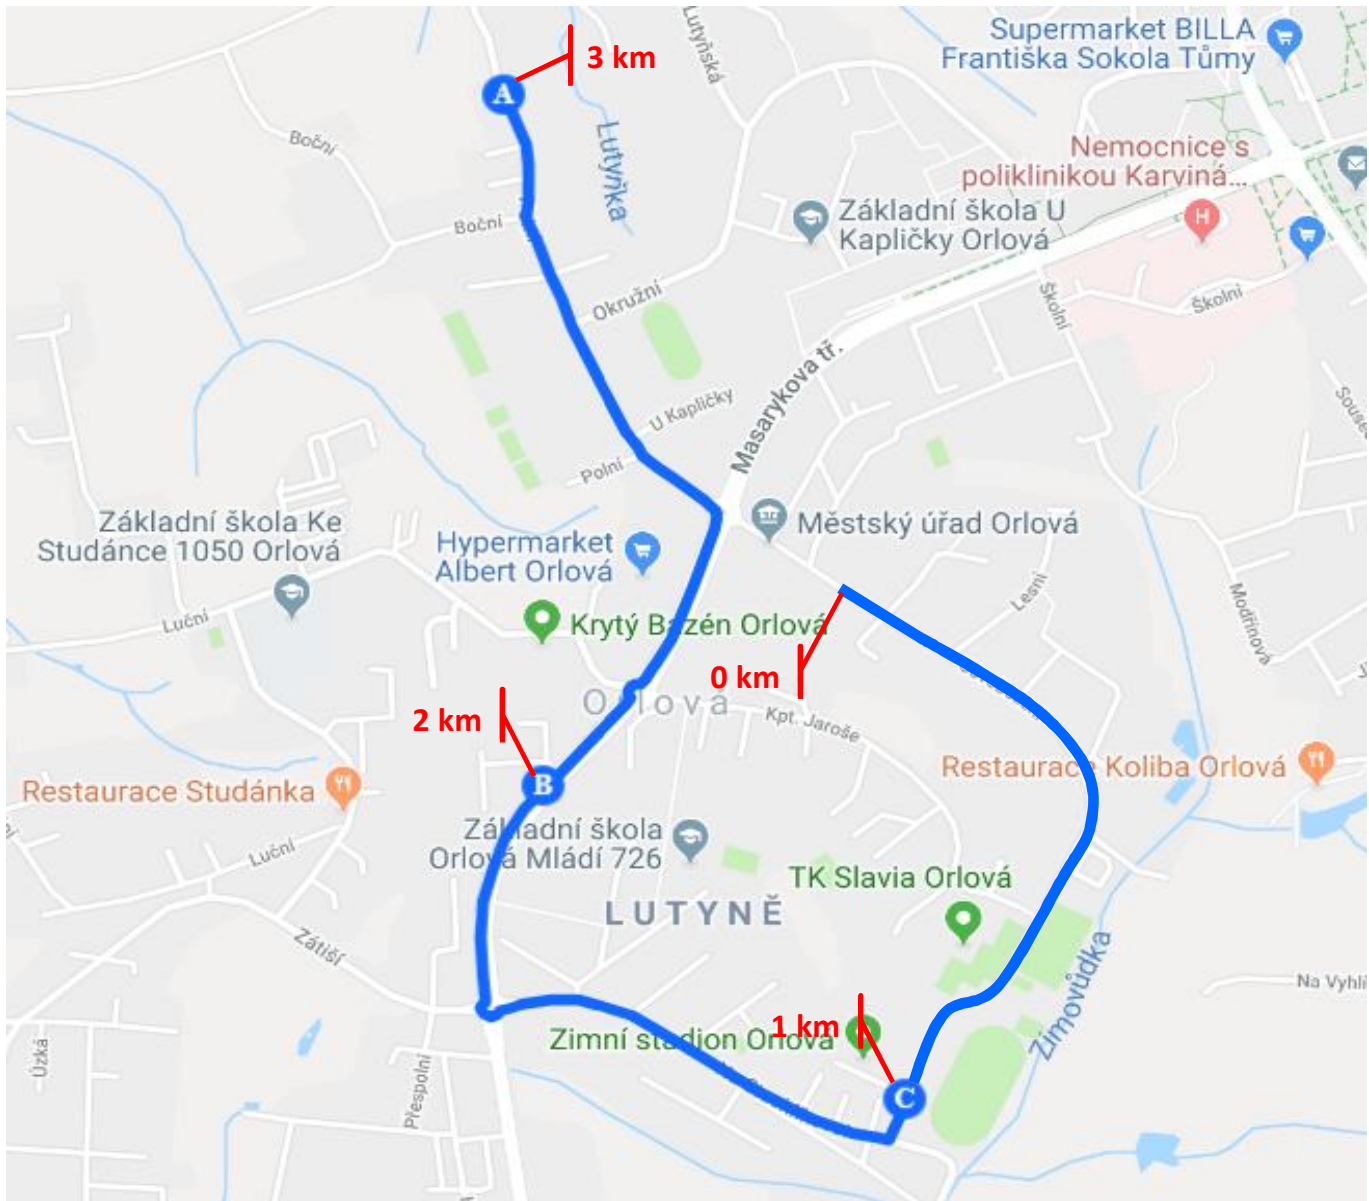 Supermarket BILLA
Františka Sokola Tůmy
3 km
A
Lutyňská
Lutyňka
Boční
Nemocnice s
poliklinikou Karviná...
H
Základní škola U
Kapličky Orlová
Boční
Okružní
Školní
Školní
Masarykova tř.
U Kapličky
Polní
Základní škola Ke
Studánce 1050 Orlová
Hypermarket
Albert Orlová
Městský úřad Orlová
Lesní
Modřínová
Luční
Krytý Bazén Orlová
0 km
2 km
Orlová
Kpt. Jaroše
Restaurace Studánka
B
Restaurace Koliba Orlová
Základní škola
Orlová Mládí 726
Luční
TK Slavia Orlová
LUTYNĚ
Zátiší
Zimovůdka
Na Vyhlí
1 km
Zimní stadion Orlová
Úzká
Přespolní
C